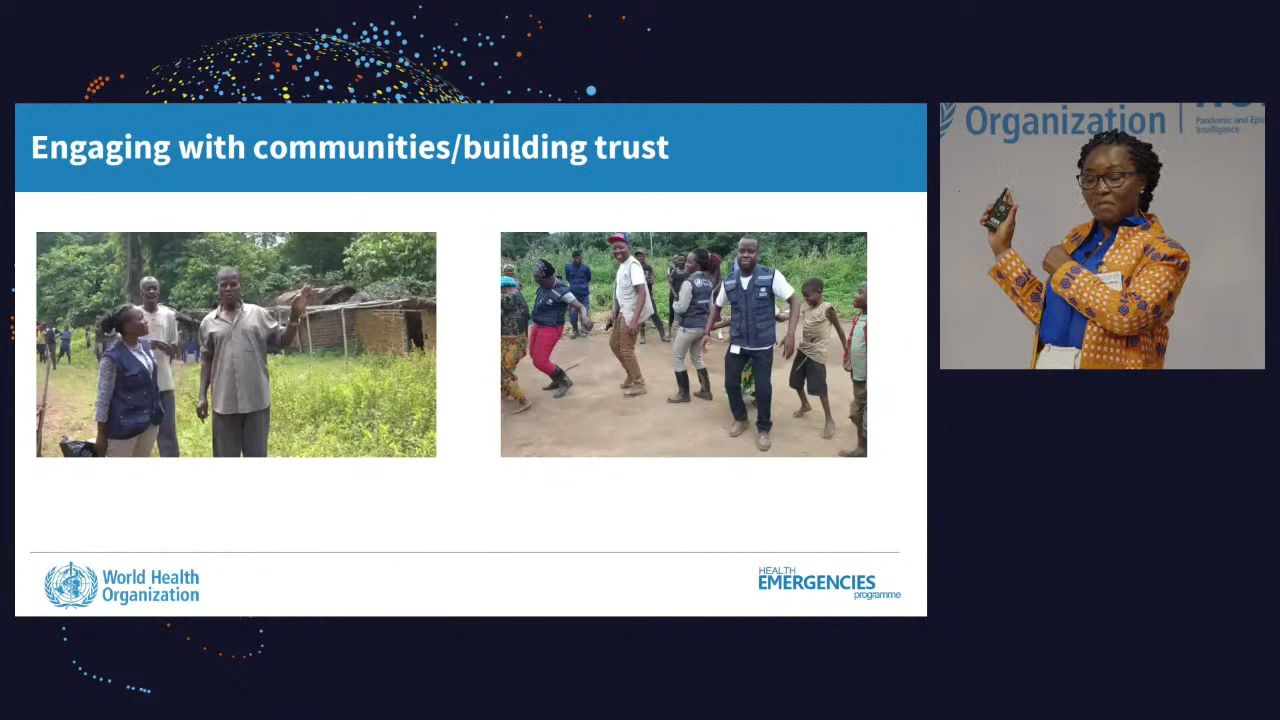 Engaging with communities/building trust
World Health
Organization
HEALTH
EMERGENCIES
programme
Organization
Pandemic and Epi
Intelligence